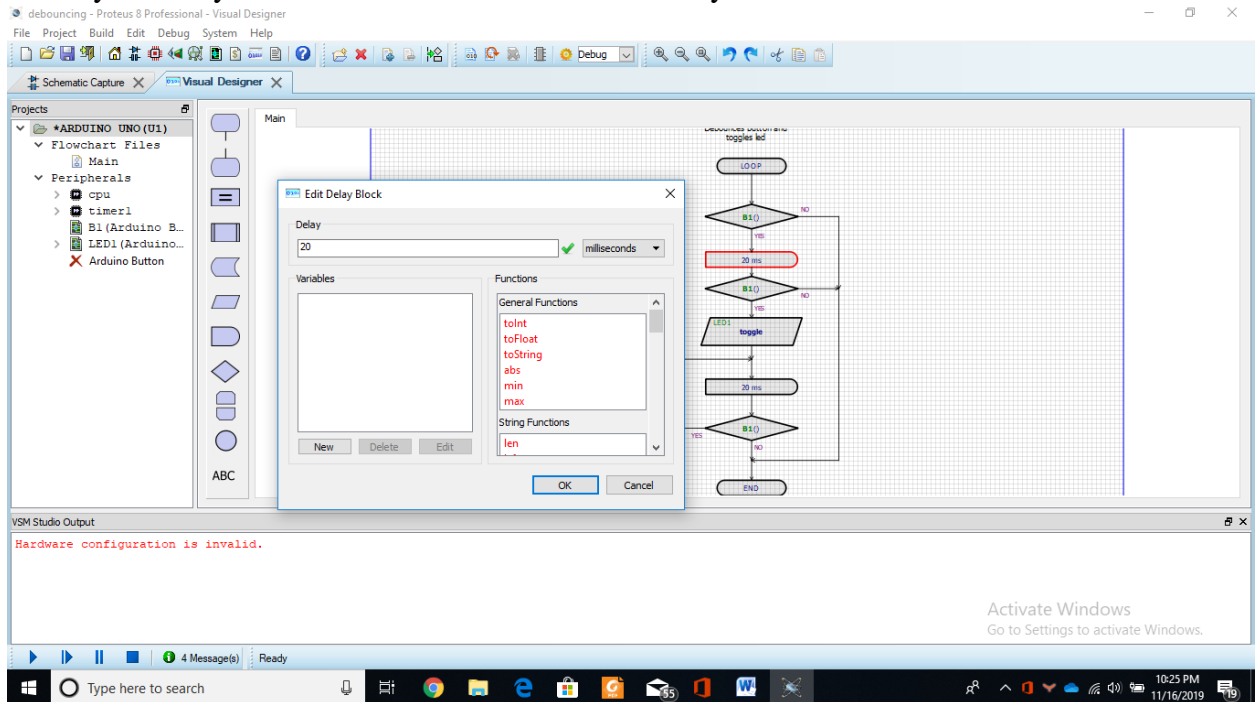 debouncing - Proteus 8 Professional - Visual Designer
File Project Build Edit Debug System Help
Debug
Schematic Capture
Visual Designer
Projects
*ARDUINO UNO(U1)
Flowchart Files
Main
Peripherals
cpu
timer1
B1(Arduino B...
LED1(Arduino...
Arduino Button
ABC
Main
Debounces button and
toggles led
LOOP
B1()
NO
YES
20 ms
B1()
NO
YES
LED1
toggle
20 ms
B1()
YES
NO
END
Edit Delay Block
Delay
20
milliseconds
Variables
New Delete Edit
Functions
General Functions
toInt
toFloat
toString
abs
min
max
String Functions
len
OK Cancel
VSM Studio Output
Hardware configuration is invalid.
Activate Windows
Go to Settings to activate Windows.
4 Message(s) Ready
Type here to search
55
10:25 PM
11/16/2019
19